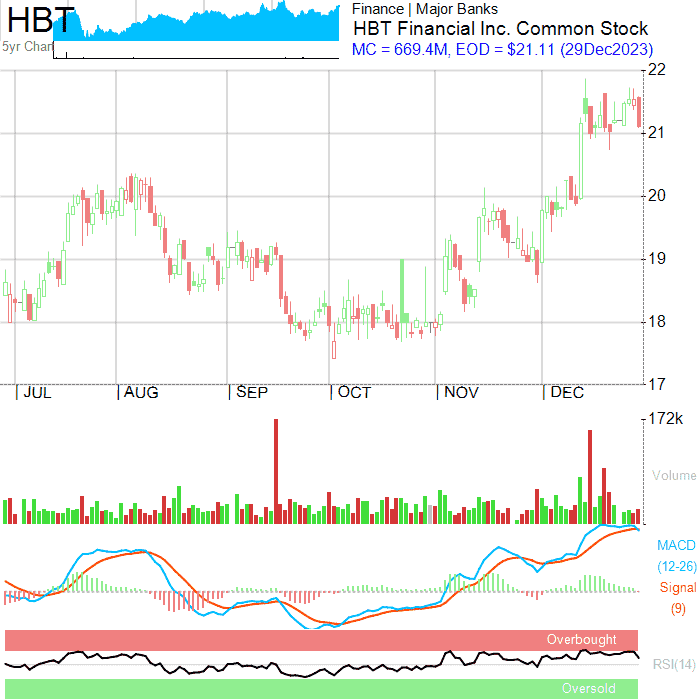 HBT
5yr Chart
Finance | Major Banks
HBT Financial Inc. Common Stock
MC = 669.4M, EOD = $21.11 (29Dec2023)
22
21
20
19
18
17
JUL AUG SEP OCT NOV DEC
172k
Volume
MACD
(12-26)
Signal
(9)
Overbought
RSI(14)
Oversold